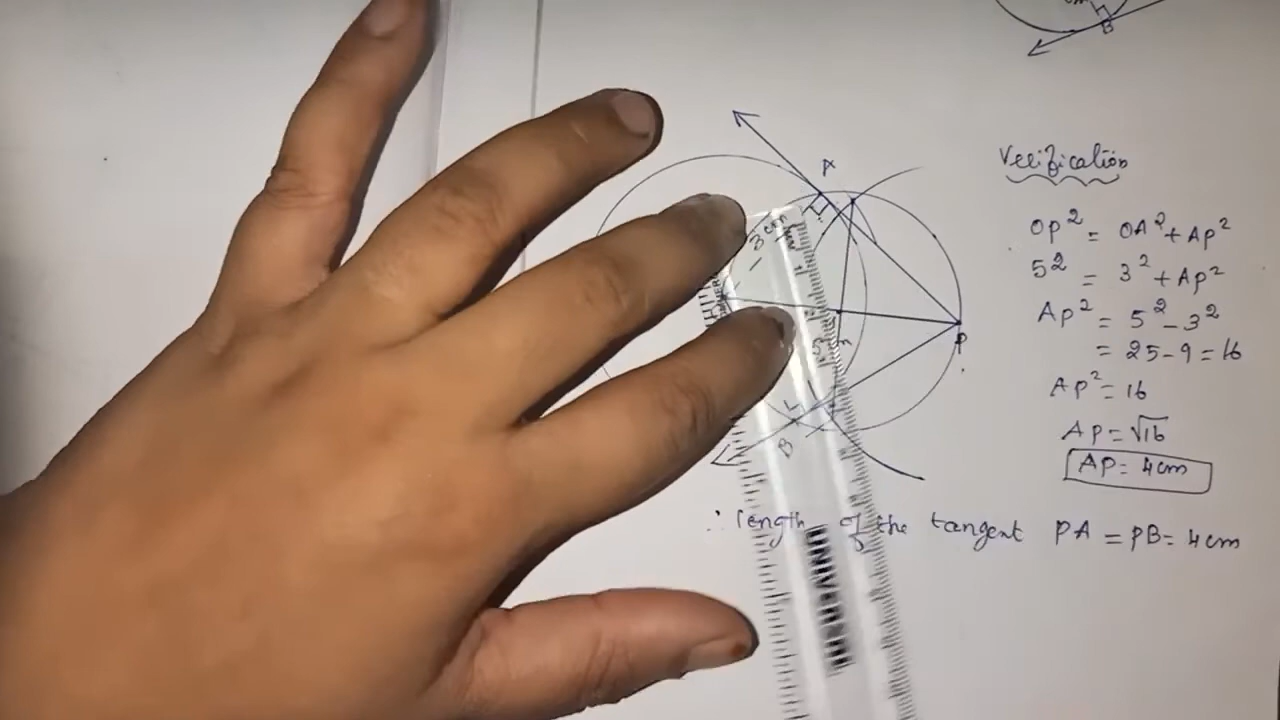 B
A
3cm
P
B
Verification
OP² = OA² + AP²
5² = 3² + AP²
AP² = 5² - 3²
= 25 - 9 = 16
AP² = 16
AP = √16
AP = 4cm
∴ length of the tangent PA = PB = 4cm